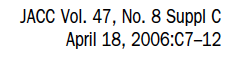 JACC Vol. 47, No. 8 Suppl C
April 18, 2006:C7–12